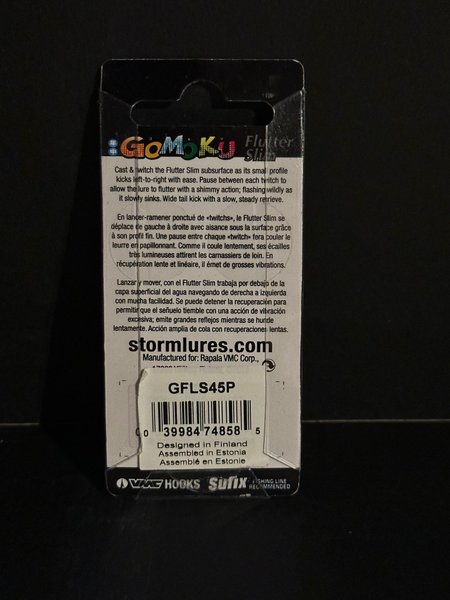 GOMOKU Flutter
Slim
Cast & twitch the Flutter Slim subsurface as its small profile
kicks left-to-right with ease. Pause between each twitch to
allow the lure to flutter with a shimmy action; flashing wildly as
it slowly sinks. Wide tail kick with a slow, steady retrieve.
En lancer-ramener ponctué de «twitchs», le Flutter Slim se
déplace de gauche à droite avec aisance sous la surface grâce
à son profil fin. Une pause entre chaque «twitch» fera couler le
leurre en papillonnant. Comme il coule lentement, ses écailles
très lumineuses attirent les carnassiers de loin. En
récupération lente et linéaire, il émet de grosses vibrations.
Lanzar y mover, con el Flutter Slim trabaja por debajo de la
capa superficial del agua navegando de derecha a izquierda
con mucha facilidad. Se puede detener la recuperación para
permitir que el señuelo tiemble con una acción de vibración
excesiva; emite grandes reflejos mientras se hunde
lentamente. Acción amplia de cola con recuperaciones lentas.
stormlures.com
Manufactured for: Rapala VMC Corp.,
GFLS45P
0 39984 74858 5
Designed in Finland
Assembled in Estonia
Assemblé en Estonie
VMC HOOKS Sufix FISHING LINE
RECOMMENDED